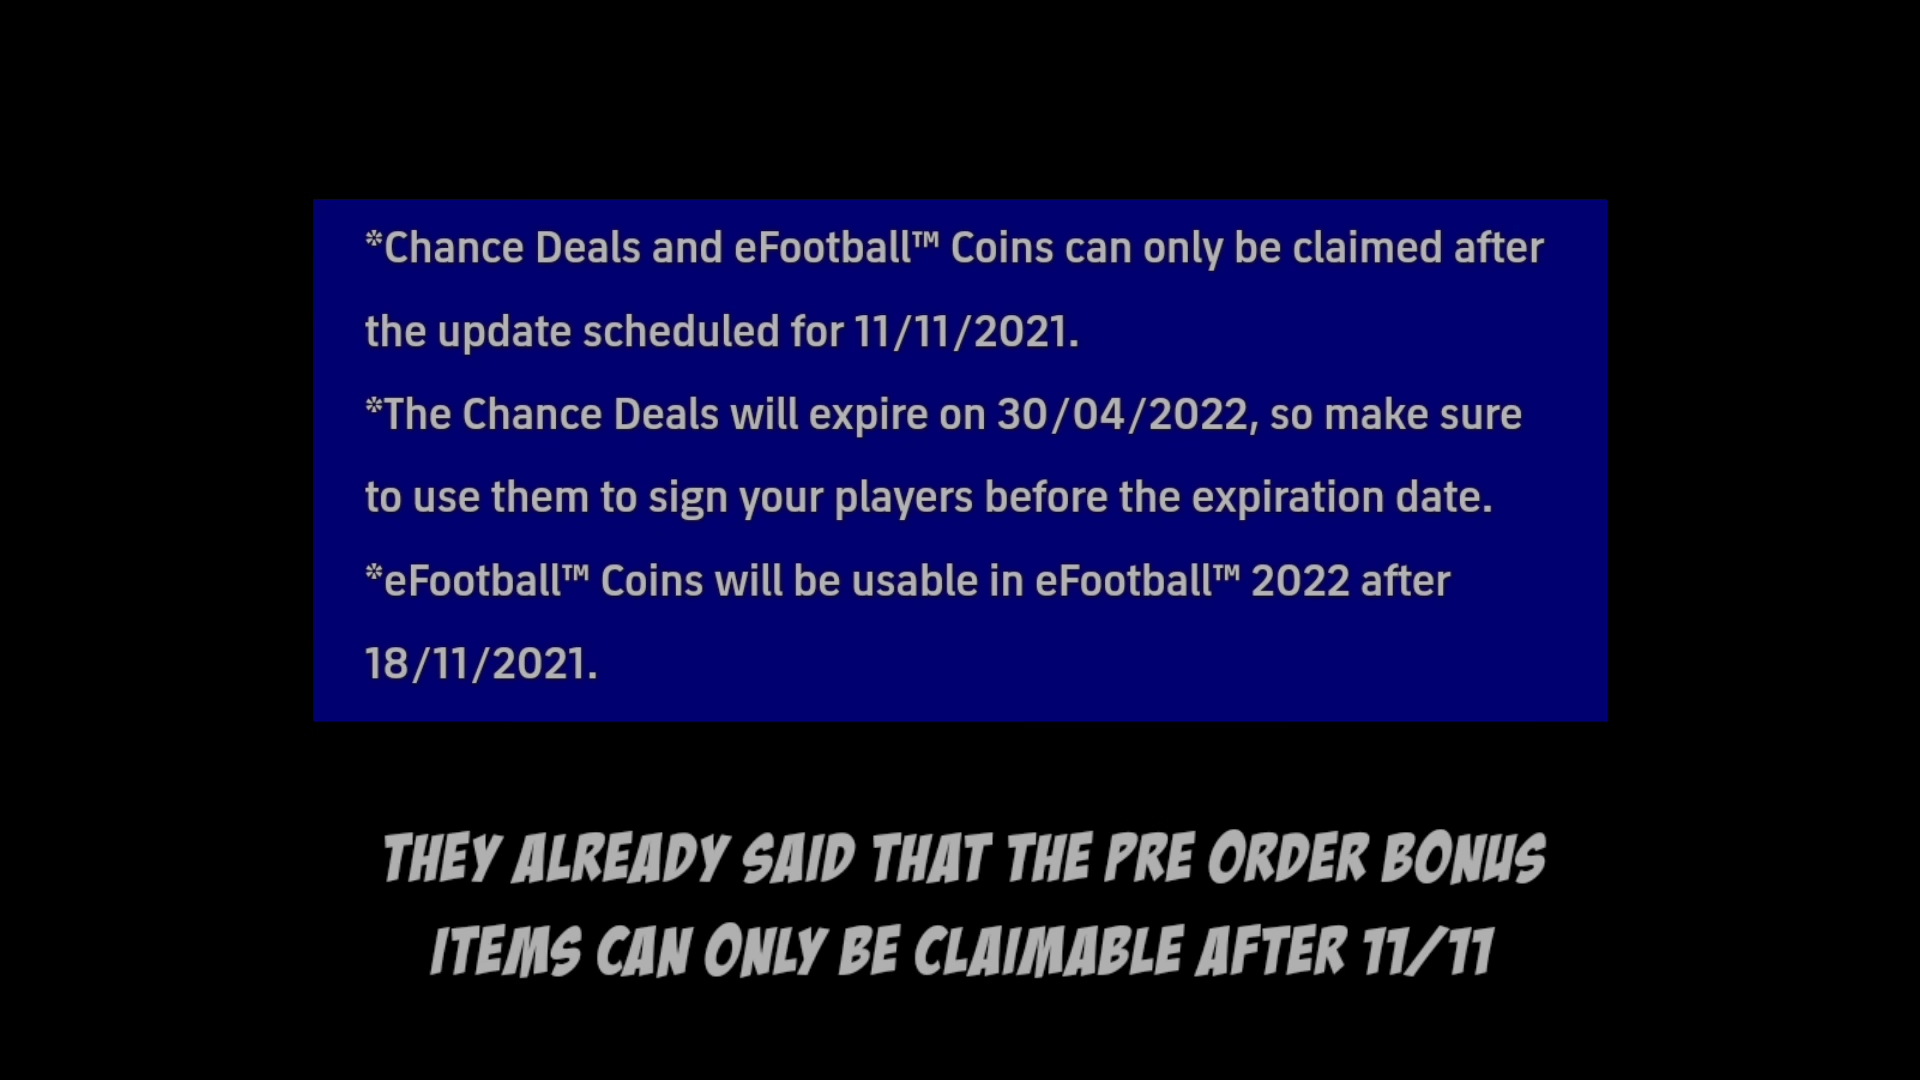 *Chance Deals and eFootball™ Coins can only be claimed after
the update scheduled for 11/11/2021.
*The Chance Deals will expire on 30/04/2022, so make sure
to use them to sign your players before the expiration date.
*eFootball™ Coins will be usable in eFootball™ 2022 after
18/11/2021.
THEY ALREADY SAID THAT THE PRE ORDER BONUS
ITEMS CAN ONLY BE CLAIMABLE AFTER 11/11